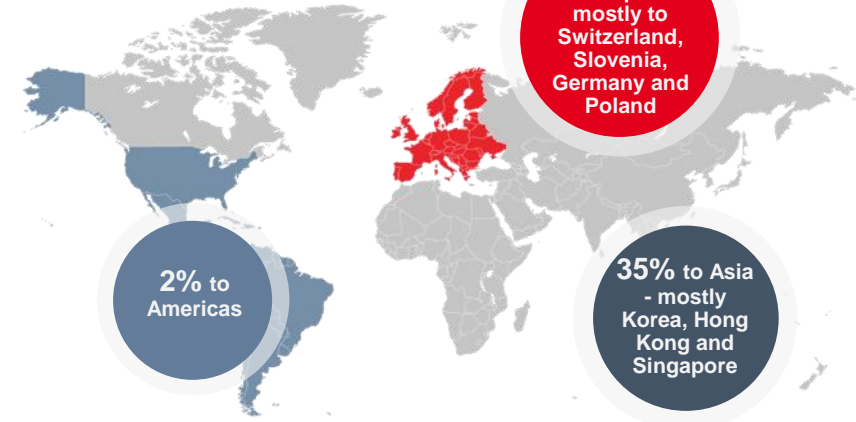 mostly to
Switzerland,
Slovenia,
Germany and
Poland
2% to
Americas
35% to Asia
- mostly
Korea, Hong
Kong and
Singapore